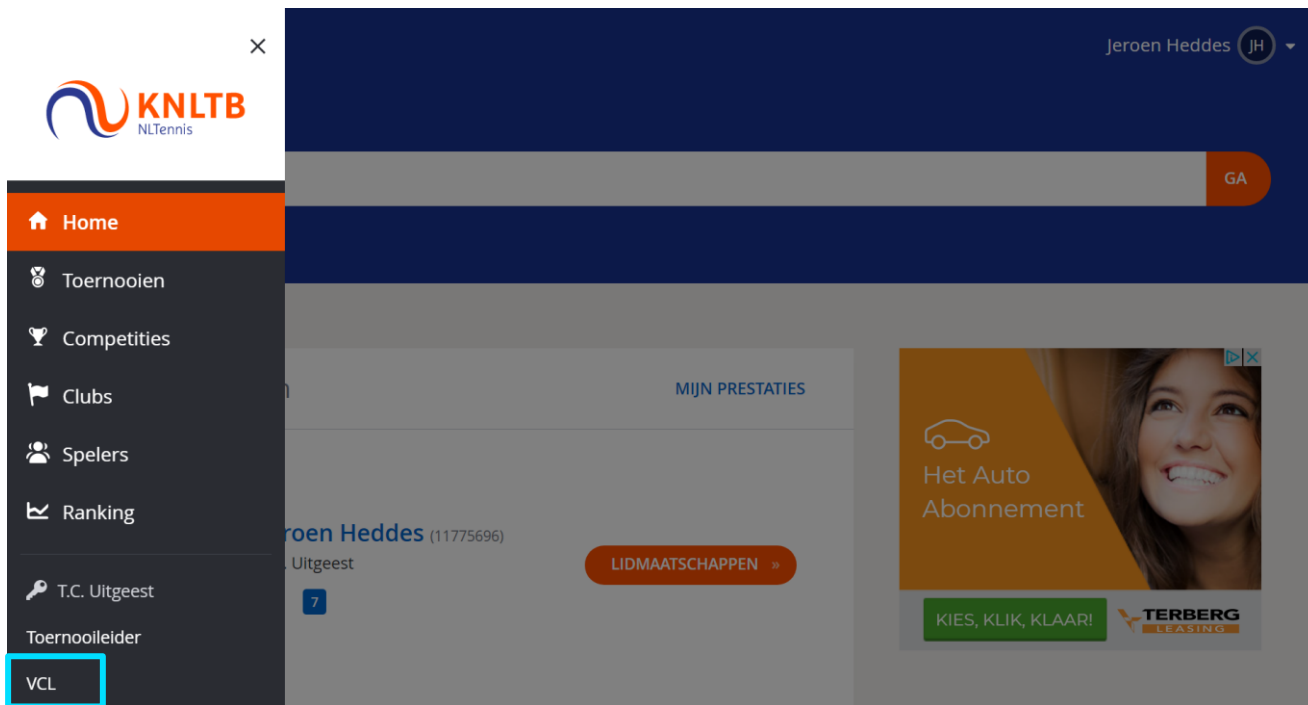 KNLTB
NLTennis
Home
Toernooien
Competities
Clubs
Spelers
Ranking
T.C. Uitgeest
Toernooileider
VCL
Jeroen Heddes JH
GA
MIJN PRESTATIES
roen Heddes (11775696)
Uitgeest
7
LIDMAATSCHAPPEN »
Het Auto
Abonnement
KIES, KLIK, KLAAR!
TERBERG
LEASING